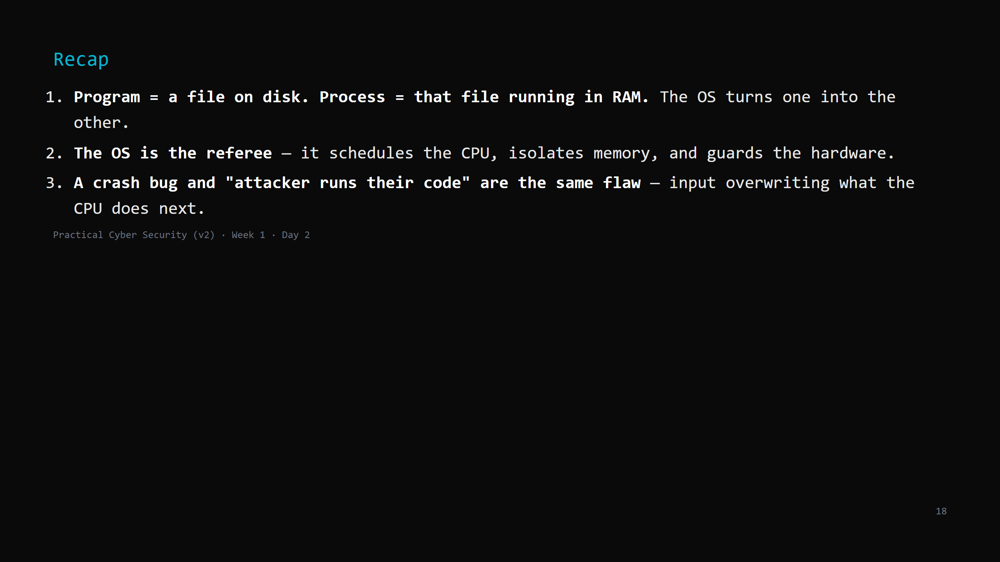 Recap
1. Program = a file on disk. Process = that file running in RAM. The OS turns one into the
other.
2. The OS is the referee — it schedules the CPU, isolates memory, and guards the hardware.
3. A crash bug and "attacker runs their code" are the same flaw — input overwriting what the
CPU does next.
Practical Cyber Security (v2) · Week 1 · Day 2
18